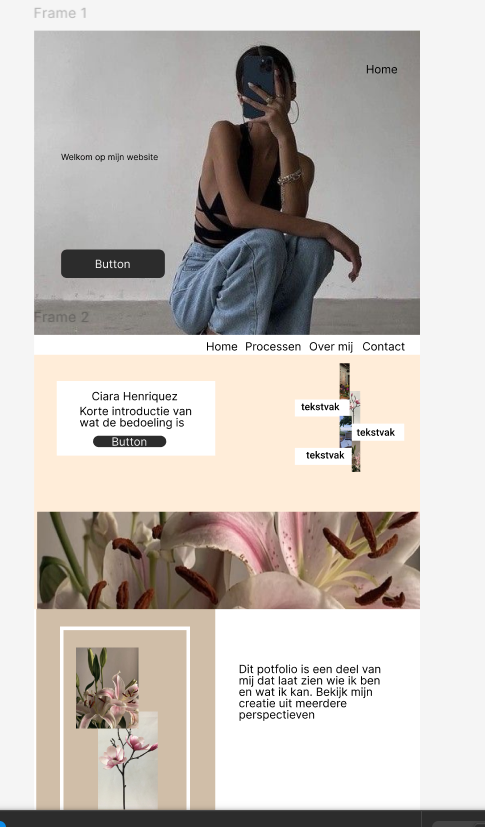 Frame 1
Home
Welkom op mijn website
Button
Frame 2
Home Processen Over mij Contact
Ciara Henriquez
Korte introductie van
wat de bedoeling is
Button
tekstvak
tekstvak
tekstvak
Dit potfolio is een deel van
mij dat laat zien wie ik ben
en wat ik kan. Bekijk mijn
creatie uit meerdere
perspectieven